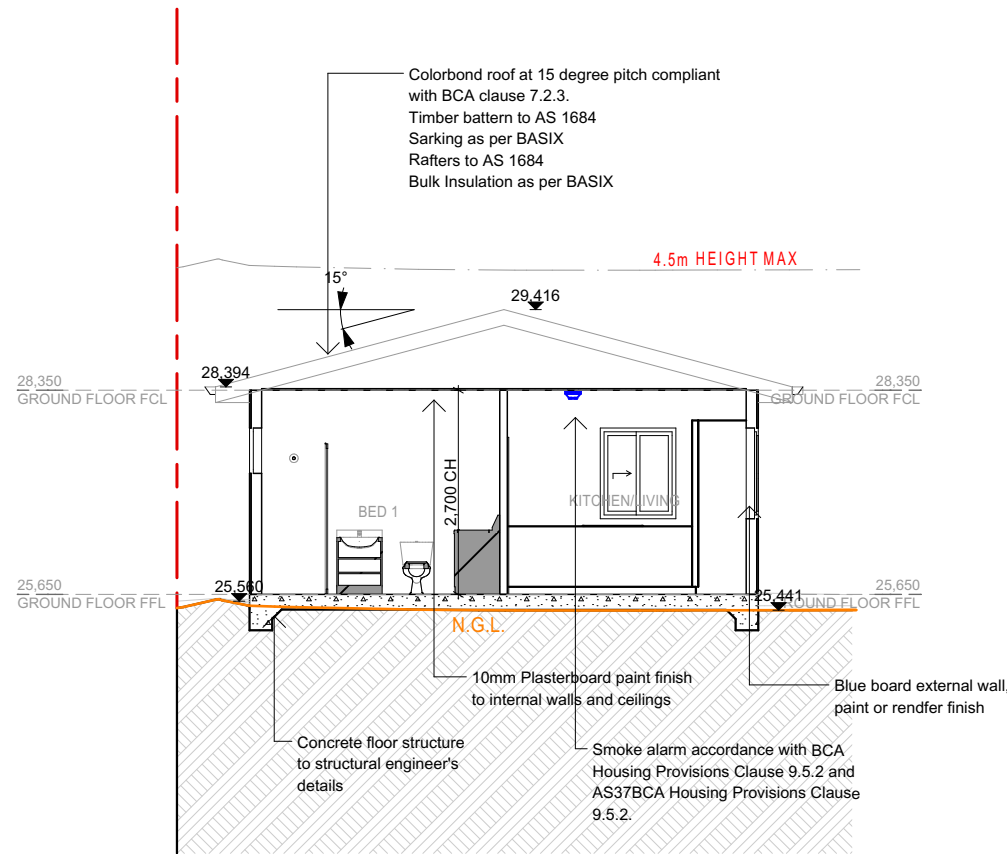 Colorbond roof at 15 degree pitch compliant
with BCA clause 7.2.3.
Timber battern to AS 1684
Sarking as per BASIX
Rafters to AS 1684
Bulk Insulation as per BASIX
4.5m HEIGHT MAX
15°
29,416
28,394
28,350
GROUND FLOOR FCL
28,350
GROUND FLOOR FCL
2,700 CH
BED 1
KITCHEN/LIVING
25,650
GROUND FLOOR FFL
25,560
25,650
GROUND FLOOR FFL
25,441
N.G.L.
10mm Plasterboard paint finish
to internal walls and ceilings
Blue board external wall,
paint or rendfer finish
Concrete floor structure
to structural engineer's
details
Smoke alarm accordance with BCA
Housing Provisions Clause 9.5.2 and
AS37BCA Housing Provisions Clause
9.5.2.